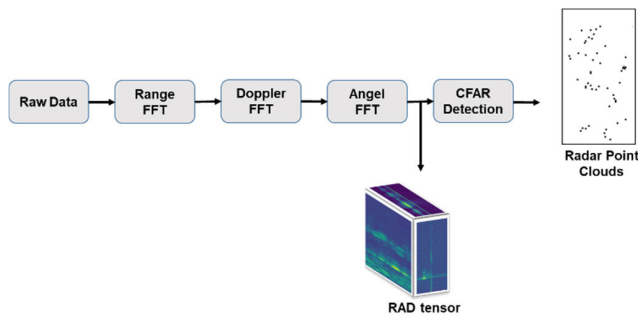 Raw Data
Range
FFT
Doppler
FFT
Angel
FFT
CFAR
Detection
Radar Point
Clouds
RAD tensor